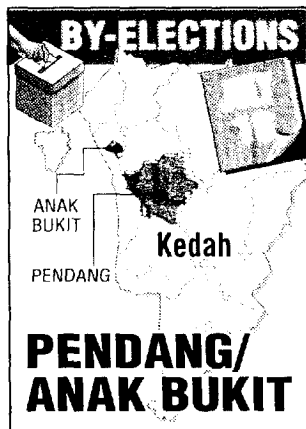 BY-ELECTIONS
ANAK
BUKIT
PENDANG
Kedah
PENDANG/
ANAK BUKIT